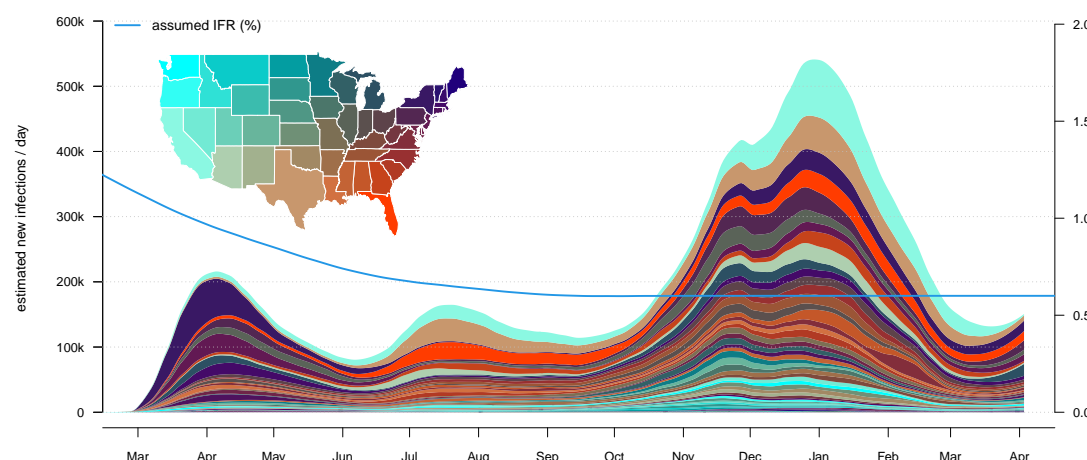 assumed IFR (%)
estimated new infections / day
600k
500k
400k
300k
200k
100k
0
2.0
1.5
1.0
0.5
0.0
Mar Apr May Jun Jul Aug Sep Oct Nov Dec Jan Feb Mar Apr